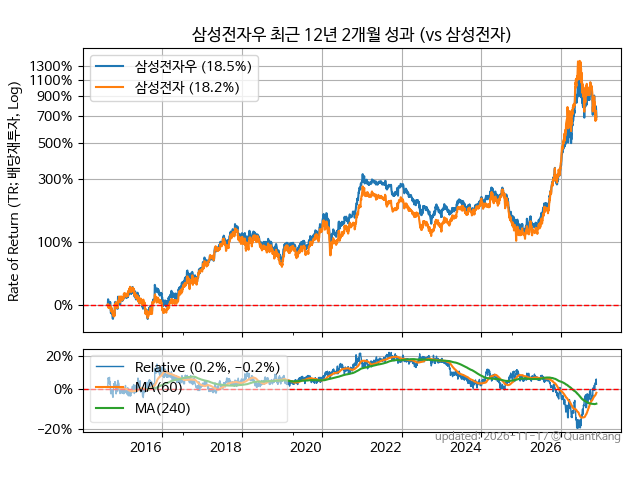 삼성전자우 최근 12년 2개월 성과 (vs 삼성전자)
Rate of Return (TR; 배당재투자, Log)
1300%
1100%
900%
700%
500%
300%
100%
0%
삼성전자우 (18.5%)
삼성전자 (18.2%)
20%
0%
−20%
Relative (0.2%, −0.2%)
MA(60)
MA(240)
2016
2018
2020
2022
2024
2026
updated: 2026-11-17 © QuantKang